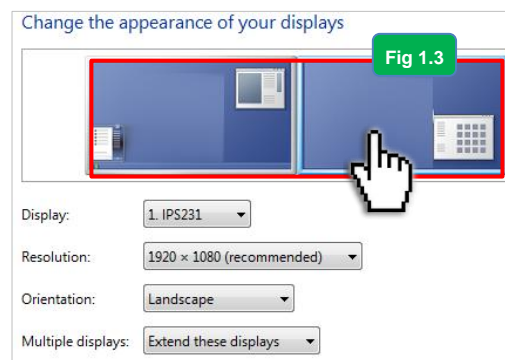 Change the appearance of your displays
Fig 1.3
Display: 1. IPS231
Resolution: 1920 × 1080 (recommended)
Orientation: Landscape
Multiple displays: Extend these displays